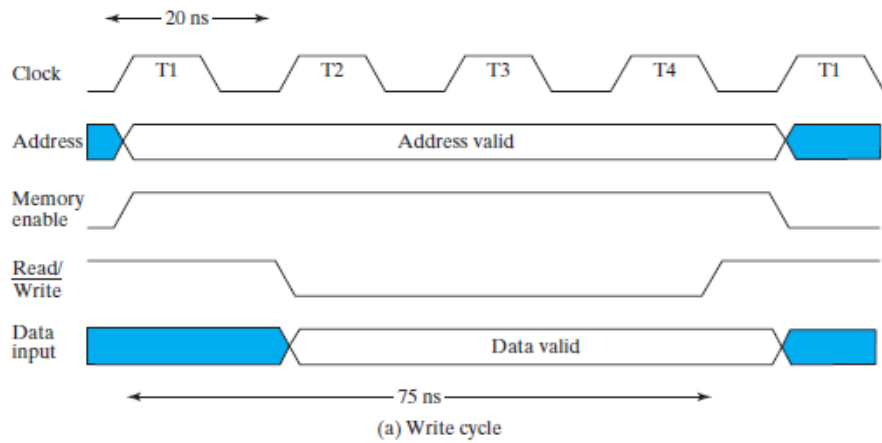 20 ns
Clock T1 T2 T3 T4 T1
Address Address valid
Memory
enable
Read/
Write
Data
input Data valid
75 ns
(a) Write cycle